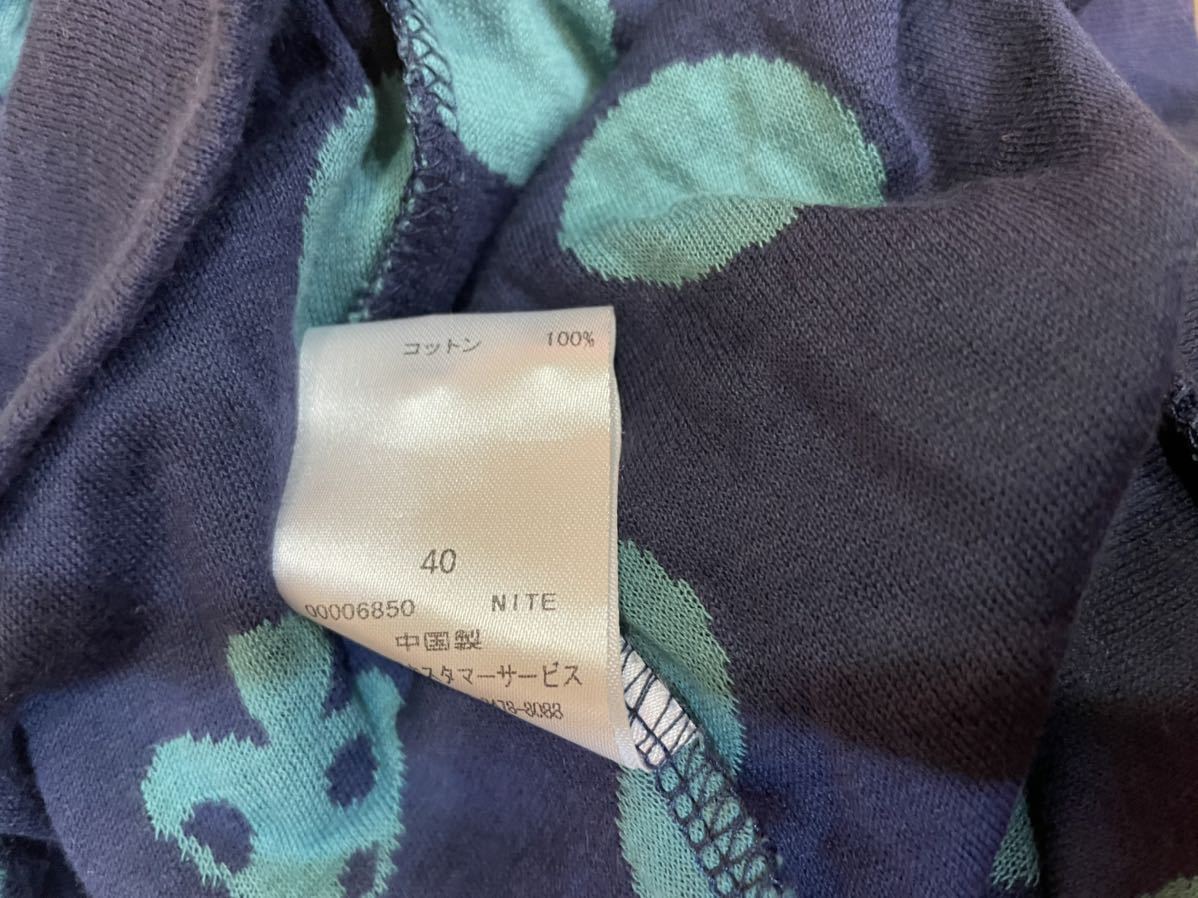 コットン 100%
40
00006850 NITE
中国製
カスタマーサービス